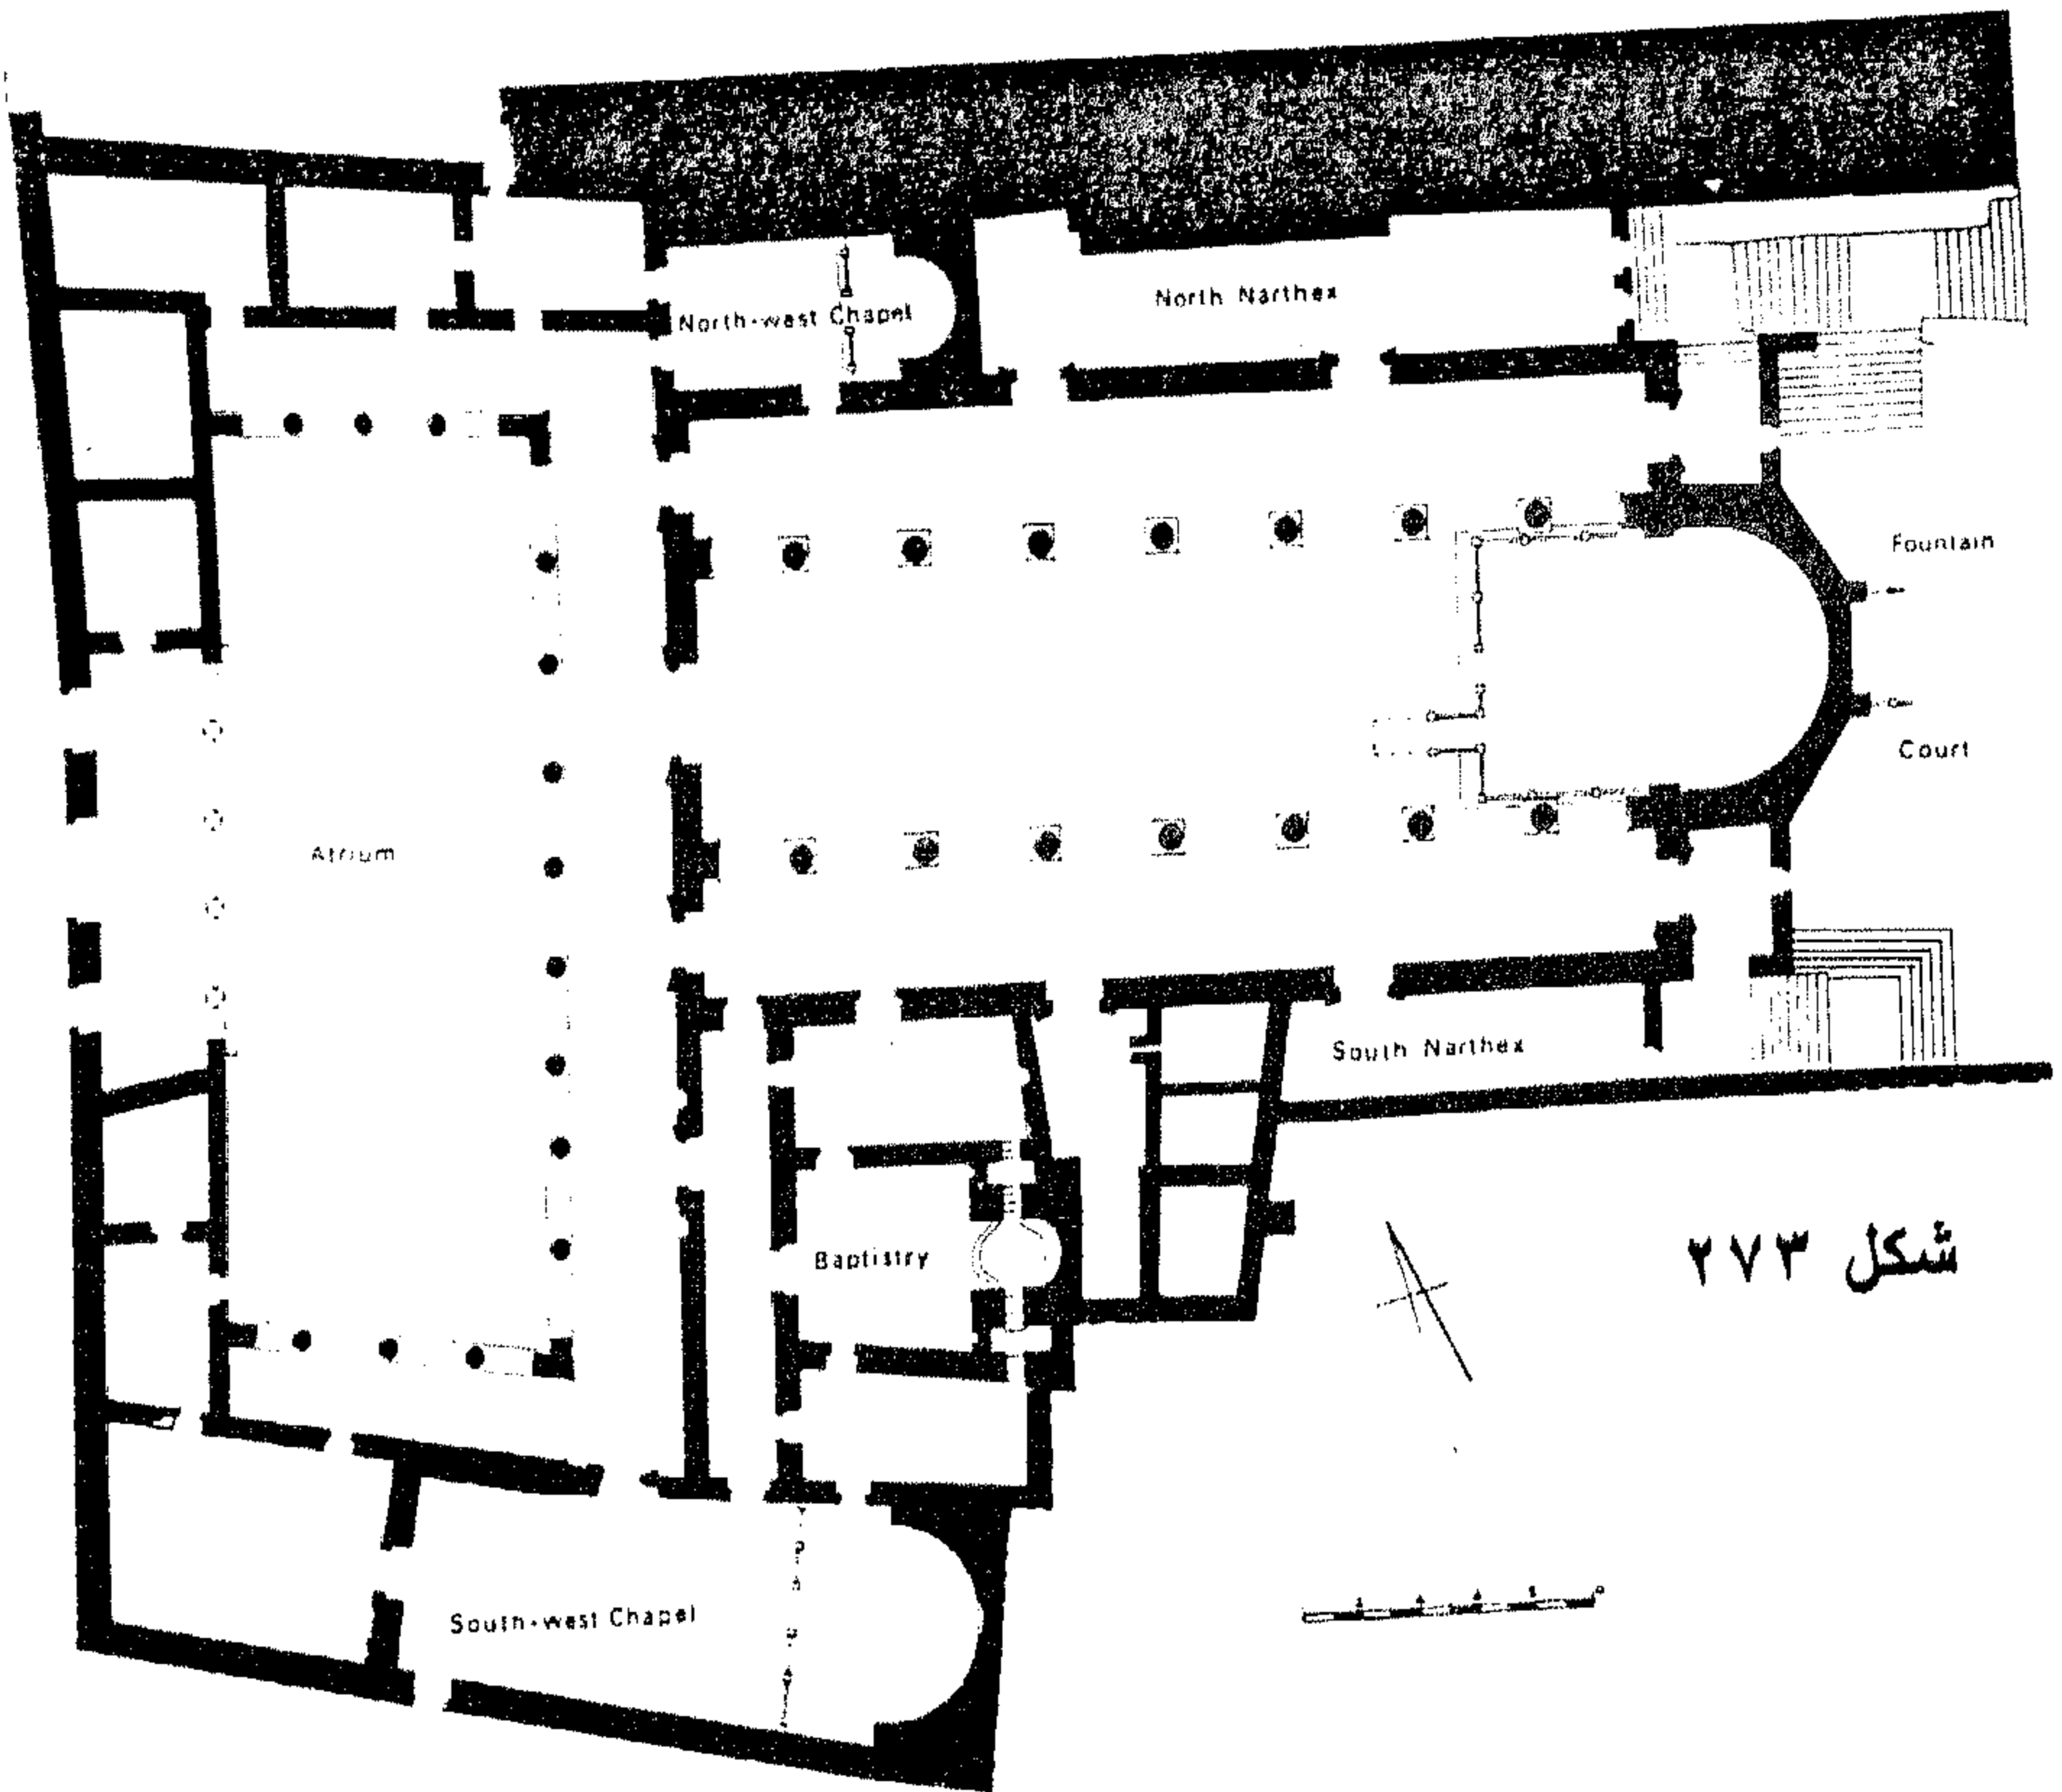 North-west Chapel
North Narthex
Fountain
Court
Atrium
South Narthex
Baptistry
شكل ٢٧٣
South-west Chapel